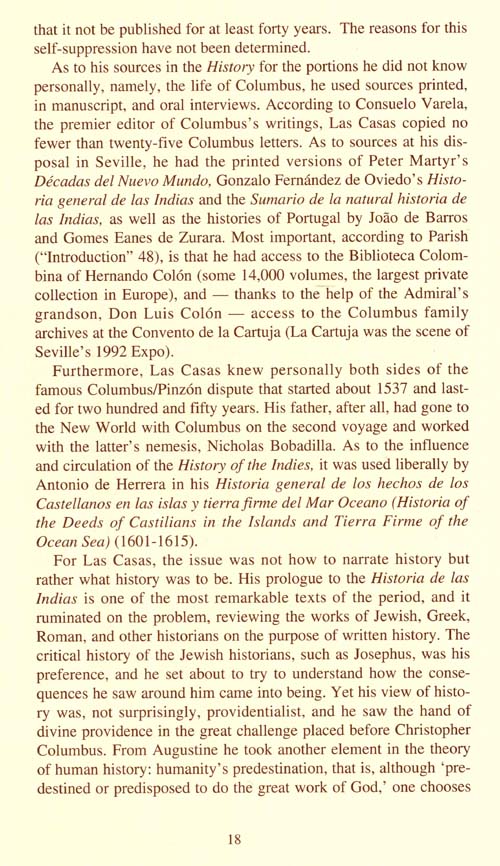 that it not be published for at least forty years. The reasons for this
self-suppression have not been determined.
As to his sources in the History for the portions he did not know
personally, namely, the life of Columbus, he used sources printed,
in manuscript, and oral interviews. According to Consuelo Varela,
the premier editor of Columbus's writings, Las Casas copied no
fewer than twenty-five Columbus letters. As to sources at his dis-
posal in Seville, he had the printed versions of Peter Martyr's
Décadas del Nuevo Mundo, Gonzalo Fernández de Oviedo's Histo-
ria general de las Indias and the Sumario de la natural historia de
las Indias, as well as the histories of Portugal by João de Barros
and Gomes Eanes de Zurara. Most important, according to Parish
("Introduction" 48), is that he had access to the Biblioteca Colom-
bina of Hernando Colón (some 14,000 volumes, the largest private
collection in Europe), and — thanks to the help of the Admiral's
grandson, Don Luis Colón — access to the Columbus family
archives at the Convento de la Cartuja (La Cartuja was the scene of
Seville's 1992 Expo).
Furthermore, Las Casas knew personally both sides of the
famous Columbus/Pinzón dispute that started about 1537 and last-
ed for two hundred and fifty years. His father, after all, had gone to
the New World with Columbus on the second voyage and worked
with the latter's nemesis, Nicholas Bobadilla. As to the influence
and circulation of the History of the Indies, it was used liberally by
Antonio de Herrera in his Historia general de los hechos de los
Castellanos en las islas y tierra firme del Mar Oceano (Historia of
the Deeds of Castilians in the Islands and Tierra Firme of the
Ocean Sea) (1601-1615).
For Las Casas, the issue was not how to narrate history but
rather what history was to be. His prologue to the Historia de las
Indias is one of the most remarkable texts of the period, and it
ruminated on the problem, reviewing the works of Jewish, Greek,
Roman, and other historians on the purpose of written history. The
critical history of the Jewish historians, such as Josephus, was his
preference, and he set about to try to understand how the conse-
quences he saw around him came into being. Yet his view of histo-
ry was, not surprisingly, providentialist, and he saw the hand of
divine providence in the great challenge placed before Christopher
Columbus. From Augustine he took another element in the theory
of human history: humanity's predestination, that is, although 'pre-
destined or predisposed to do the great work of God,' one chooses
18